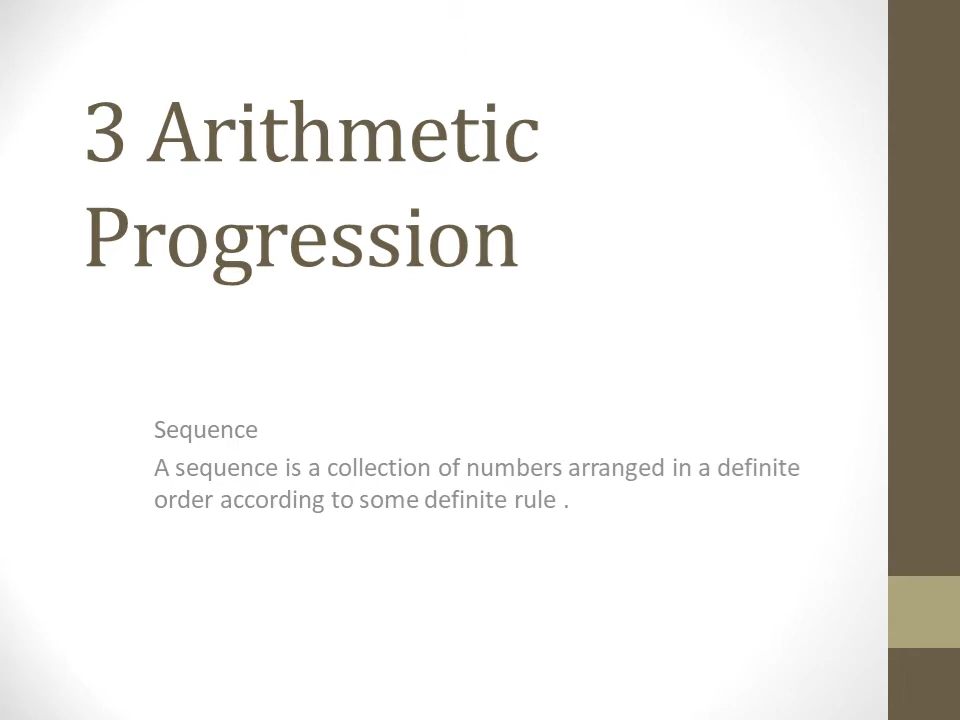 3 Arithmetic
Progression
Sequence
A sequence is a collection of numbers arranged in a definite
order according to some definite rule .